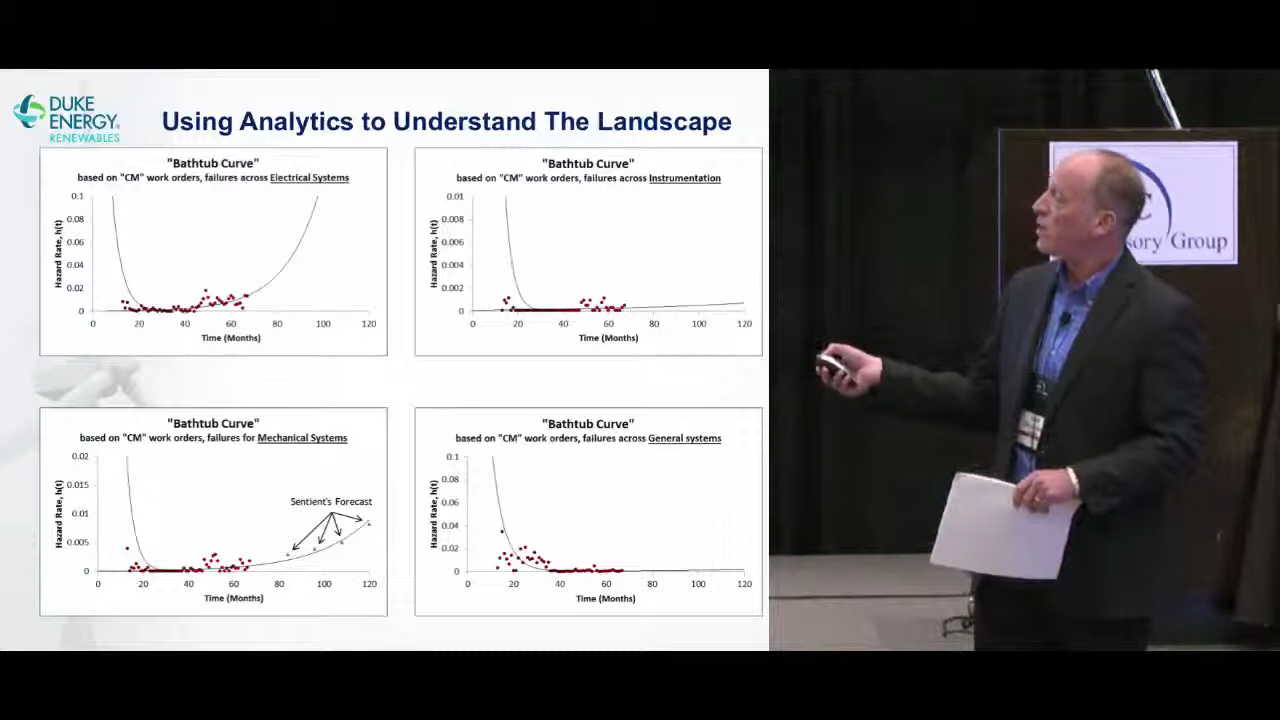 DUKE
ENERGY®
RENEWABLES
Using Analytics to Understand The Landscape
"Bathtub Curve"
based on "CM" work orders, failures across Electrical Systems
Hazard Rate, h(t)
0.1
0.08
0.06
0.04
0.02
0
0 20 40 60 80 100 120
Time (Months)
"Bathtub Curve"
based on "CM" work orders, failures across Instrumentation
Hazard Rate, h(t)
0.01
0.008
0.006
0.004
0.002
0
0 20 40 60 80 100 120
Time (Months)
"Bathtub Curve"
based on "CM" work orders, failures for Mechanical Systems
Hazard Rate, h(t)
0.02
0.015
0.01
0.005
0
0 20 40 60 80 100 120
Time (Months)
Sentient's Forecast
"Bathtub Curve"
based on "CM" work orders, failures across General systems
Hazard Rate, h(t)
0.1
0.08
0.06
0.04
0.02
0
0 20 40 60 80 100 120
Time (Months)
C
sory Group